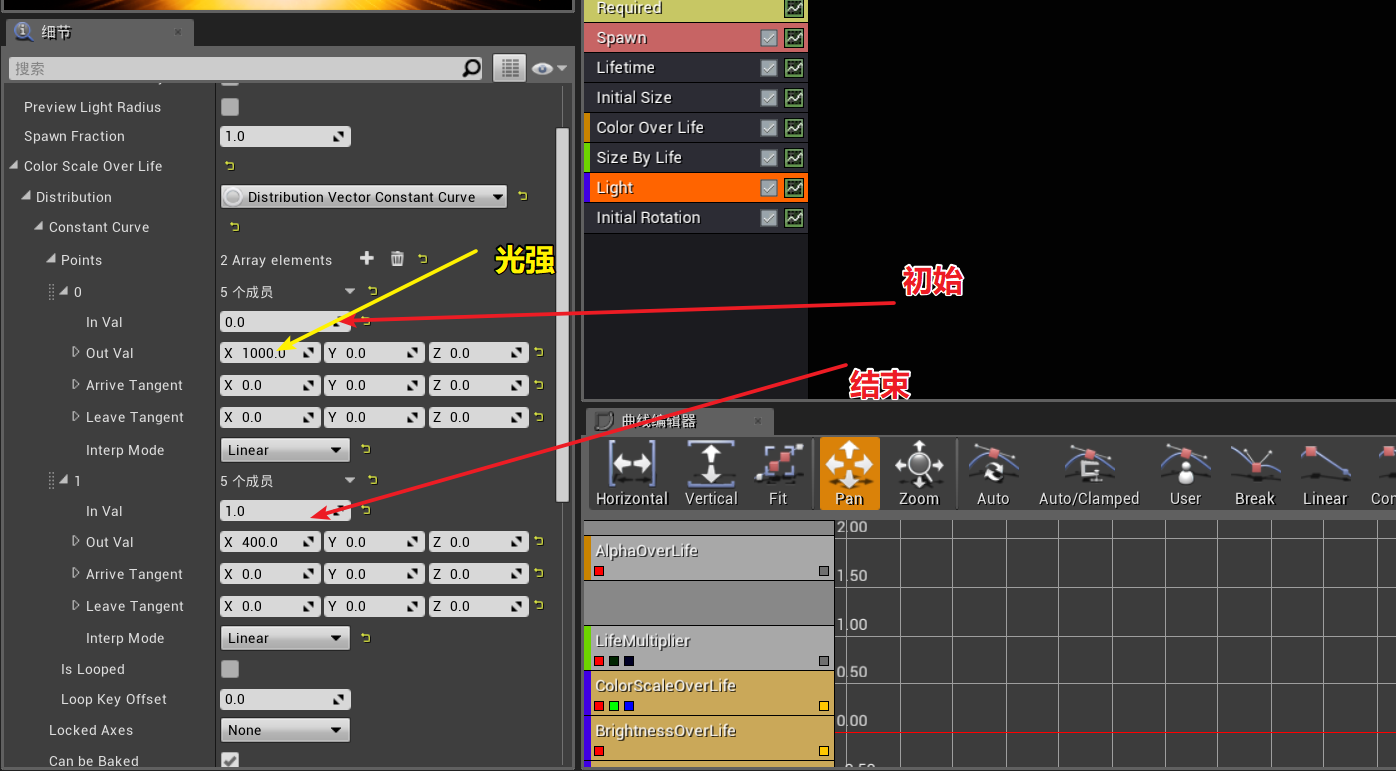 细节
搜索
Preview Light Radius
Spawn Fraction 1.0
Color Scale Over Life
Distribution Distribution Vector Constant Curve
Constant Curve
Points 2 Array elements
光强
0 5 个成员
In Val 0.0
Out Val X 1000.0 Y 0.0 Z 0.0
Arrive Tangent X 0.0 Y 0.0 Z 0.0
Leave Tangent X 0.0 Y 0.0 Z 0.0
Interp Mode Linear
1 5 个成员
In Val 1.0
Out Val X 400.0 Y 0.0 Z 0.0
Arrive Tangent X 0.0 Y 0.0 Z 0.0
Leave Tangent X 0.0 Y 0.0 Z 0.0
Interp Mode Linear
Is Looped
Loop Key Offset 0.0
Locked Axes None
Can be Baked
Required
Spawn
Lifetime
Initial Size
Color Over Life
Size By Life
Light
Initial Rotation
初始
结束
曲线编辑器
Horizontal Vertical Fit Pan Zoom Auto Auto/Clamped User Break Linear
2.00
AlphaOverLife
1.50
1.00
LifeMultiplier
0.50
ColorScaleOverLife
0.00
BrightnessOverLife